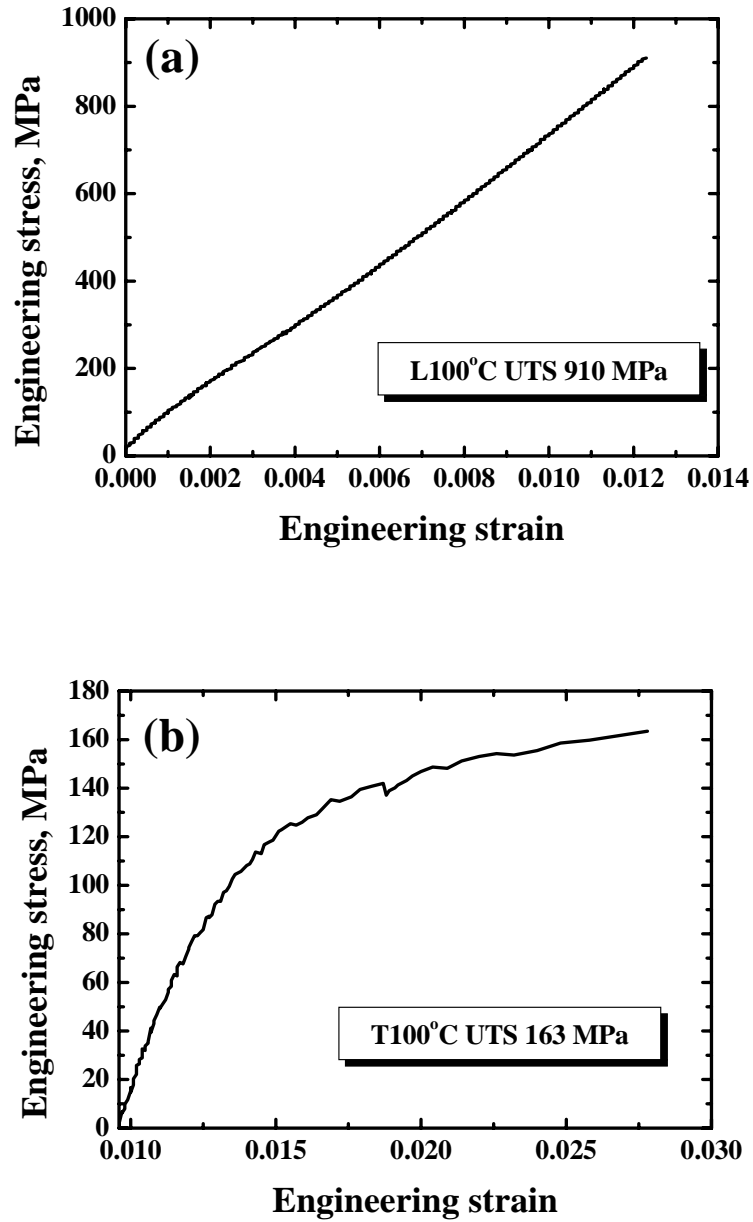 (a)
Engineering stress, MPa
1000
800
600
400
200
0
0.000 0.002 0.004 0.006 0.008 0.010 0.012 0.014
L100°C UTS 910 MPa
Engineering strain
(b)
Engineering stress, MPa
180
160
140
120
100
80
60
40
20
0
0.010 0.015 0.020 0.025 0.030
T100°C UTS 163 MPa
Engineering strain